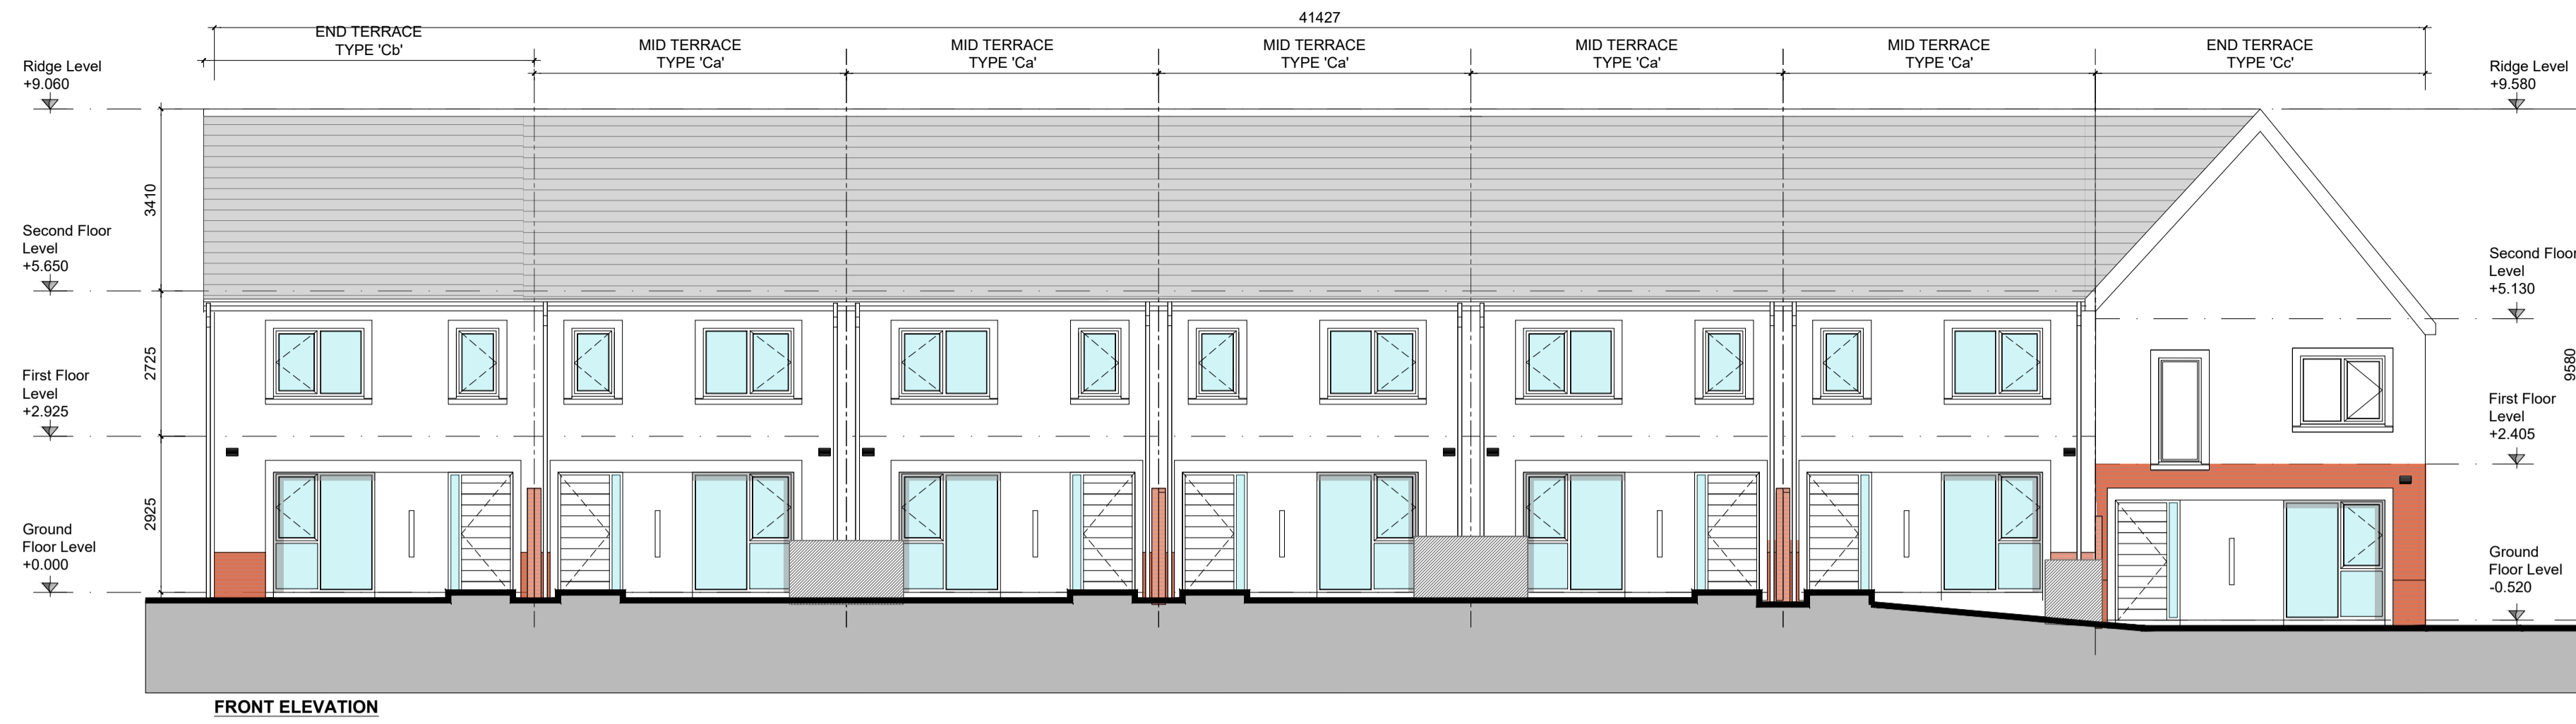 41427
END TERRACE
TYPE 'Cb'
MID TERRACE
TYPE 'Ca'
MID TERRACE
TYPE 'Ca'
MID TERRACE
TYPE 'Ca'
MID TERRACE
TYPE 'Ca'
MID TERRACE
TYPE 'Ca'
END TERRACE
TYPE 'Cc'
Ridge Level
+9.060
Second Floor
Level
+5.650
First Floor
Level
+2.925
Ground
Floor Level
+0.000
3410
2725
2925
Ridge Level
+9.580
Second Floor
Level
+5.130
First Floor
Level
+2.405
Ground
Floor Level
-0.520
9580
FRONT ELEVATION